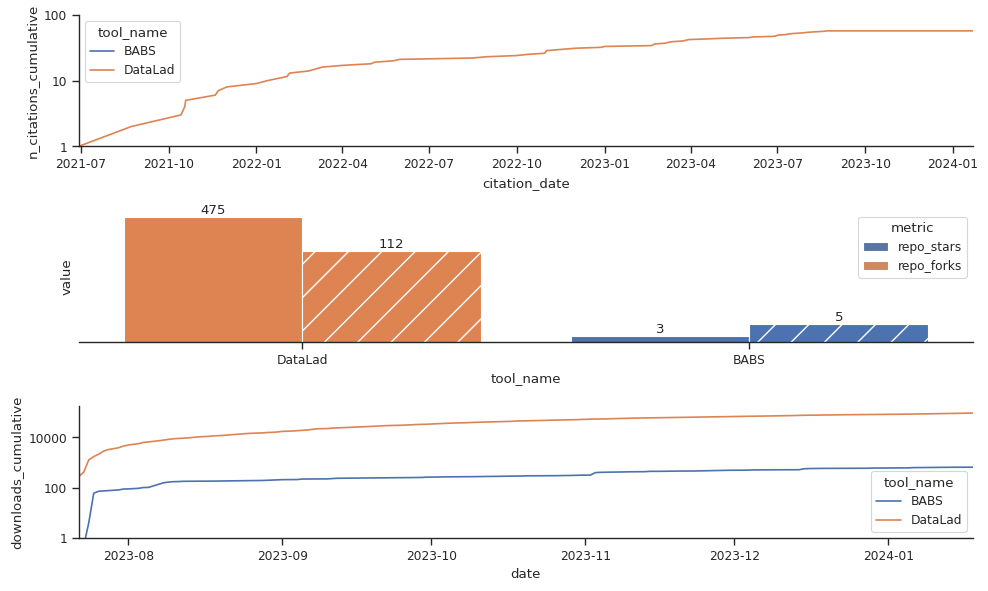 n_citations_cumulative
100
10
1
tool_name
BABS
DataLad
2021-07 2021-10 2022-01 2022-04 2022-07 2022-10 2023-01 2023-04 2023-07 2023-10 2024-01
citation_date
value
475
112
3
5
metric
repo_stars
repo_forks
DataLad BABS
tool_name
downloads_cumulative
10000
100
1
tool_name
BABS
DataLad
2023-08 2023-09 2023-10 2023-11 2023-12 2024-01
date